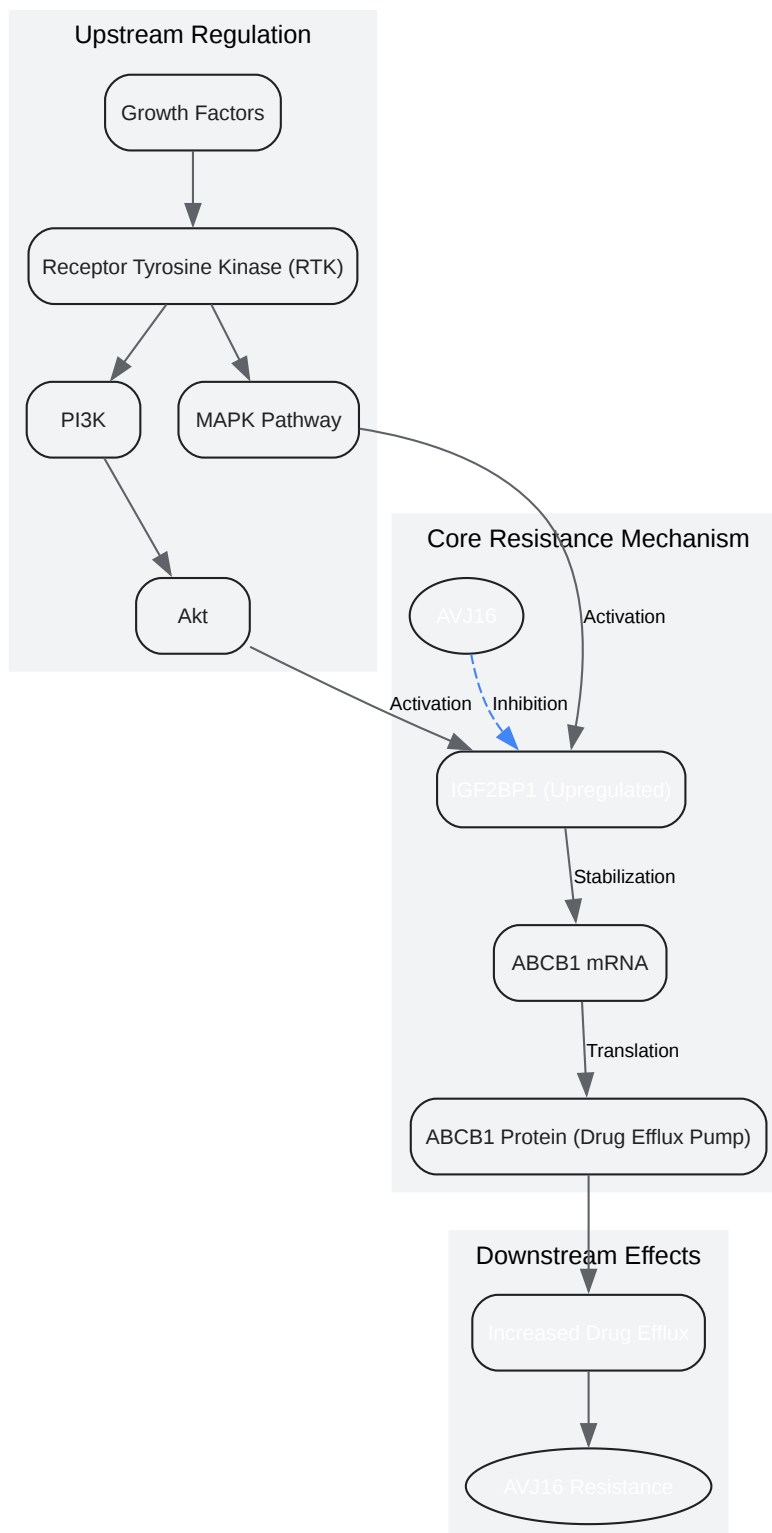 Upstream Regulation
Growth Factors
Receptor Tyrosine Kinase (RTK)
PI3K
MAPK Pathway
Akt
Core Resistance Mechanism
AVJ16
Activation
Activation
Inhibition
IGF2BP1 (Upregulated)
Stabilization
ABCB1 mRNA
Translation
ABCB1 Protein (Drug Efflux Pump)
Downstream Effects
Increased Drug Efflux
AVJ16 Resistance